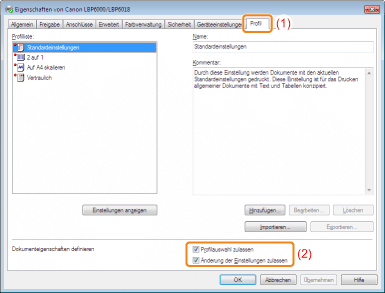 Eigenschaften von Canon LBP6000/LBP6018
Allgemein Freigabe Anschlüsse Erweitert Farbverwaltung Sicherheit Geräteeinstellungen Profil (1)
Profilliste:
Standardeinstellungen
2 auf 1
Auf A4 skalieren
Vertraulich
Name:
Standardeinstellungen
Kommentar:
Durch diese Einstellung werden Dokumente mit den aktuellen
Standardeinstellungen gedruckt. Diese Einstellung ist für das Drucken
allgemeiner Dokumente mit Text und Tabellen konzipiert.
Einstellungen anzeigen
Hinzufügen... Bearbeiten... Löschen
Importieren... Exportieren...
Dokumenteigenschaften definieren
Profilauswahl zulassen
Änderung der Einstellungen zulassen
(2)
OK Abbrechen Übernehmen Hilfe